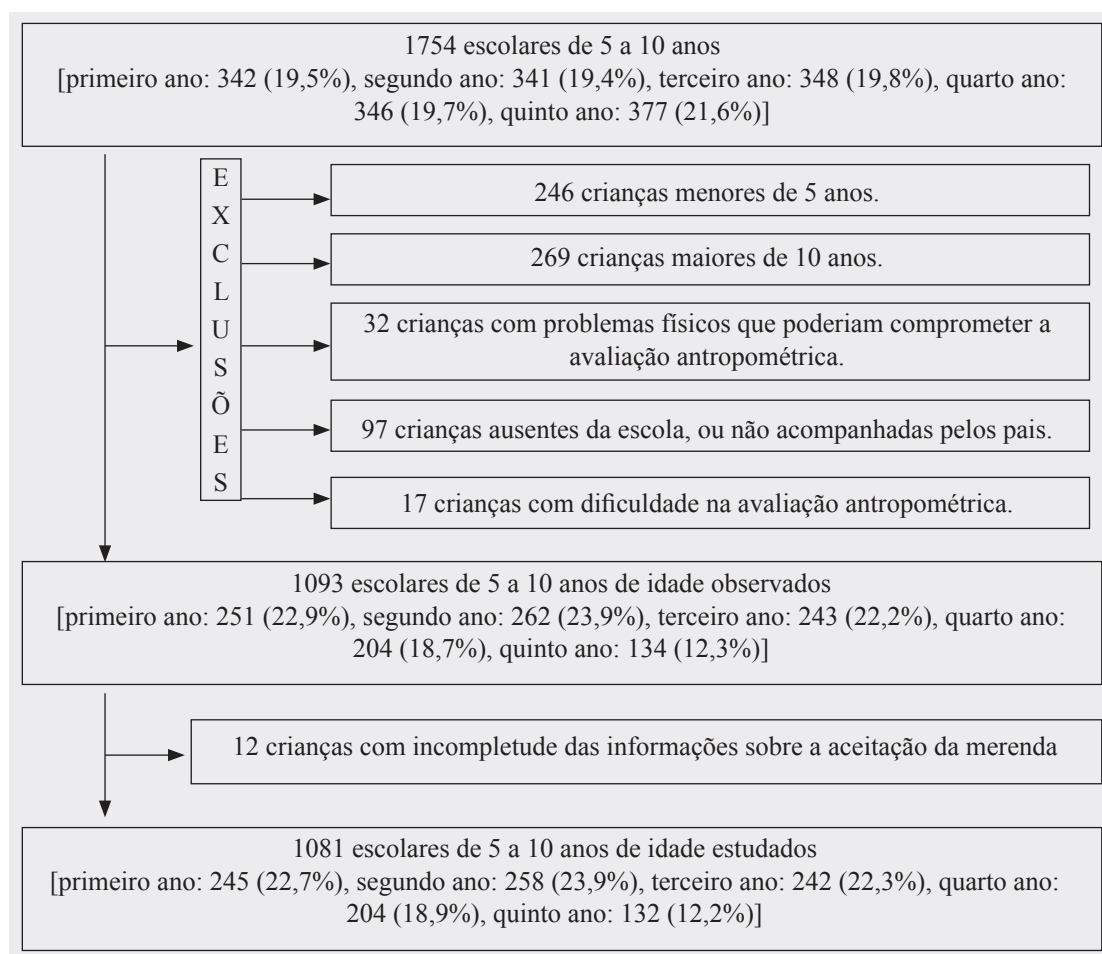 1754 escolares de 5 a 10 anos
[primeiro ano: 342 (19,5%), segundo ano: 341 (19,4%), terceiro ano: 348 (19,8%), quarto ano:
346 (19,7%), quinto ano: 377 (21,6%)]
E
X
C
L
U
S
Õ
E
S
246 crianças menores de 5 anos.
269 crianças maiores de 10 anos.
32 crianças com problemas físicos que poderiam comprometer a
avaliação antropométrica.
97 crianças ausentes da escola, ou não acompanhadas pelos pais.
17 crianças com dificuldade na avaliação antropométrica.
1093 escolares de 5 a 10 anos de idade observados
[primeiro ano: 251 (22,9%), segundo ano: 262 (23,9%), terceiro ano: 243 (22,2%), quarto ano:
204 (18,7%), quinto ano: 134 (12,3%)]
12 crianças com incompletude das informações sobre a aceitação da merenda
1081 escolares de 5 a 10 anos de idade estudados
[primeiro ano: 245 (22,7%), segundo ano: 258 (23,9%), terceiro ano: 242 (22,3%), quarto ano:
204 (18,9%), quinto ano: 132 (12,2%)]